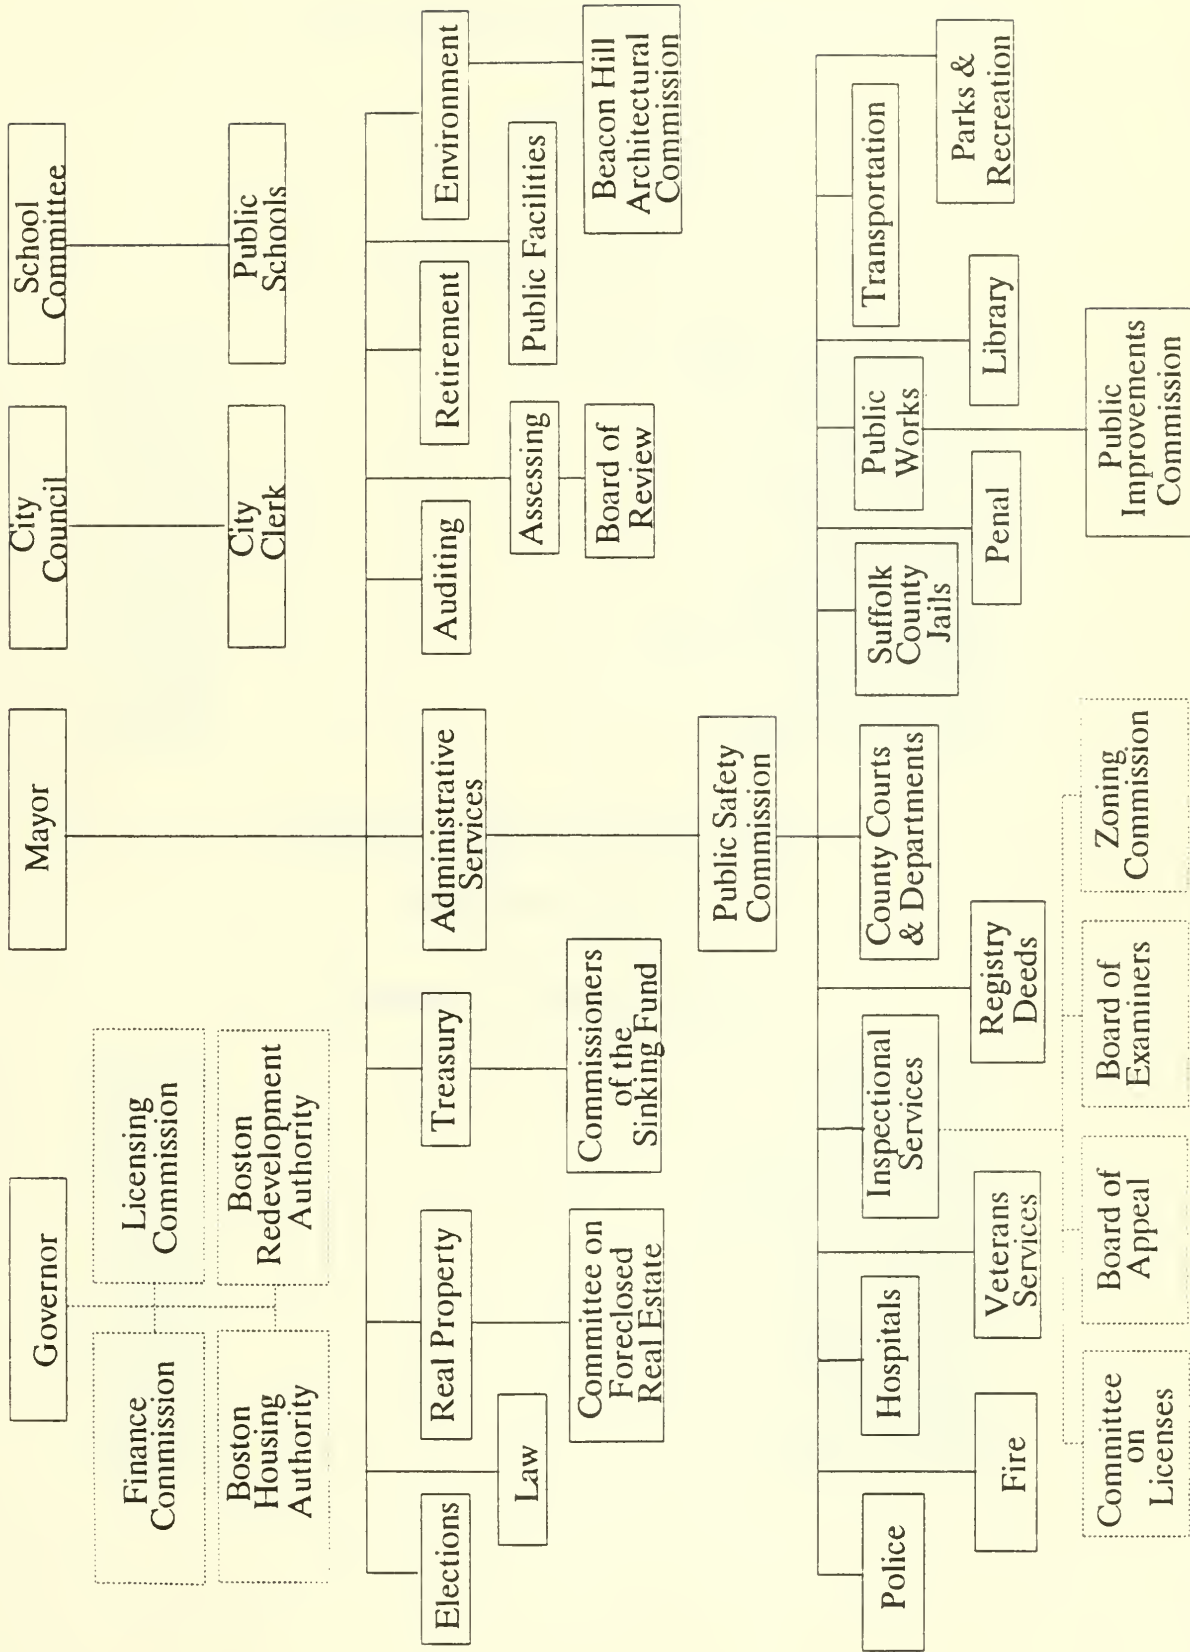 Governor
Mayor
City
Council
School
Committee
Finance
Commission
Licensing
Commission
Boston
Housing
Authority
Boston
Redevelopment
Authority
City
Clerk
Public
Schools
Elections
Law
Real Property
Committee on
Foreclosed
Real Estate
Treasury
Commissioners
of the
Sinking Fund
Administrative
Services
Auditing
Assessing
Board of
Review
Retirement
Public Facilities
Environment
Beacon Hill
Architectural
Commission
Public Safety
Commission
Police
Fire
Hospitals
Veterans
Services
Inspectional
Services
Registry
Deeds
County Courts
& Departments
Suffolk
County
Jails
Penal
Public
Works
Library
Transportation
Parks &
Recreation
Committee
on
Licenses
Board of
Appeal
Board of
Examiners
Zoning
Commission
Public
Improvements
Commission